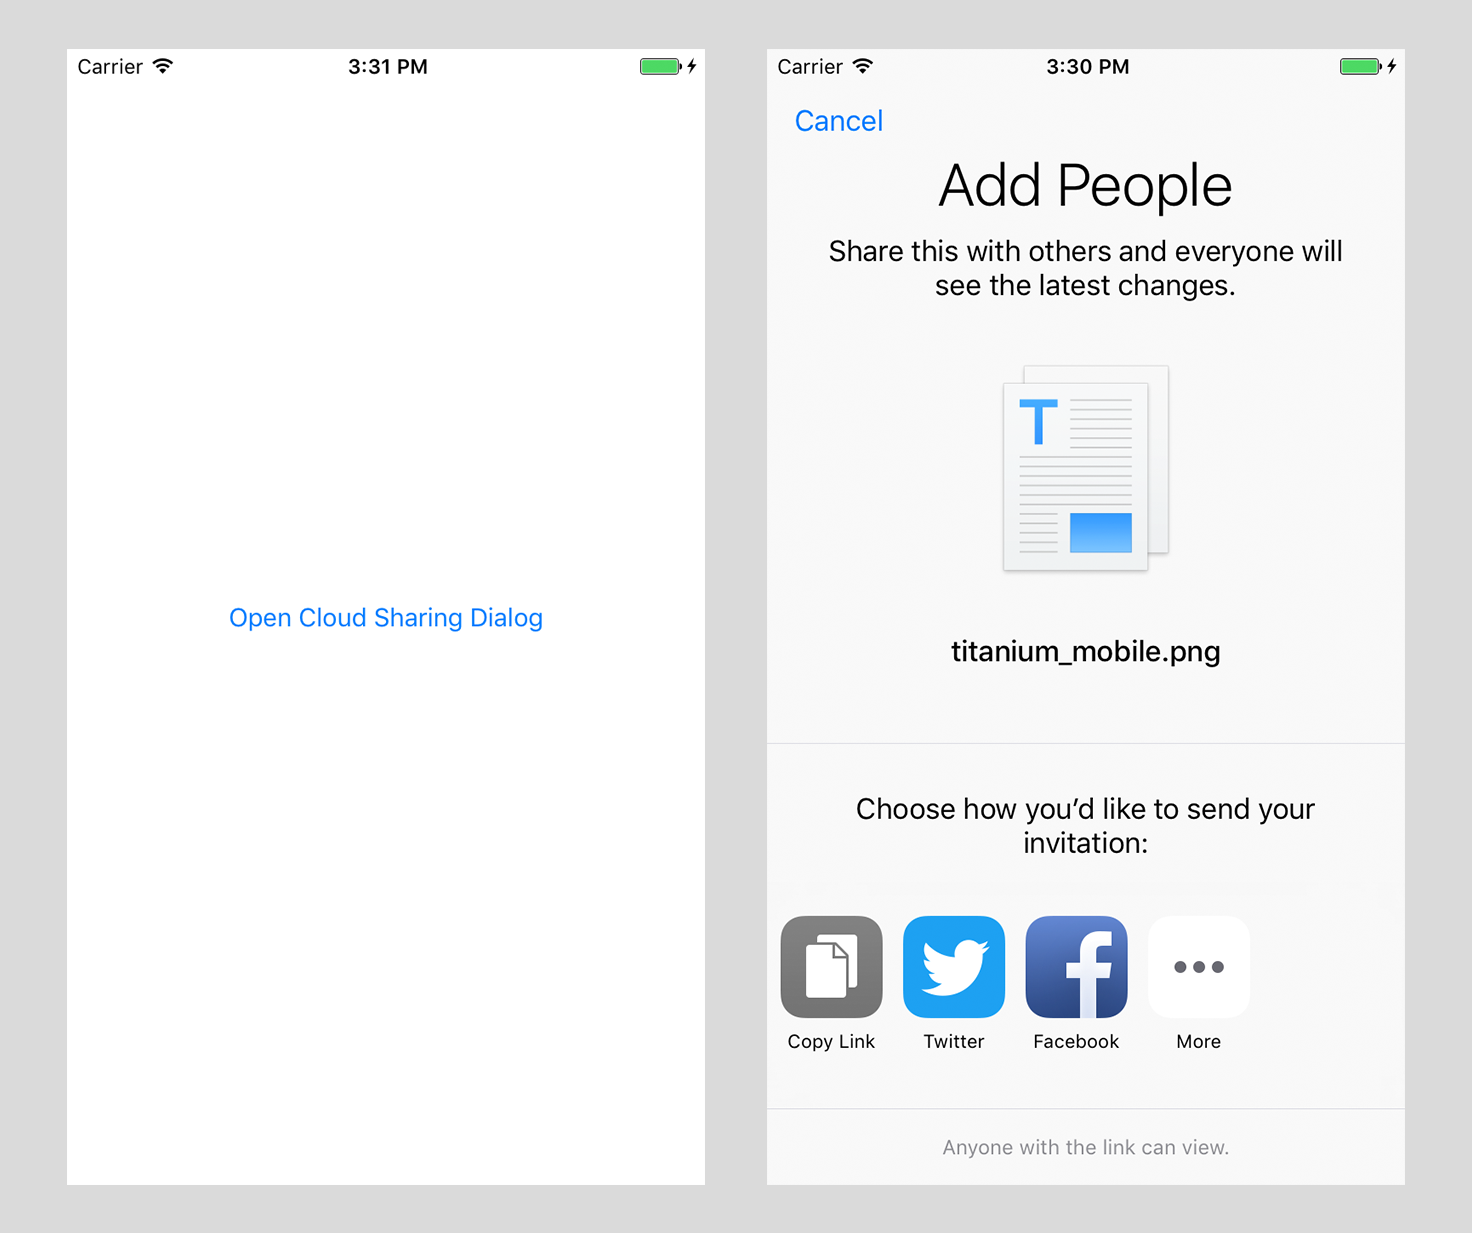 Carrier
3:31 PM
Open Cloud Sharing Dialog
Carrier
3:30 PM
Cancel
Add People
Share this with others and everyone will
see the latest changes.
T
titanium_mobile.png
Choose how you’d like to send your
invitation:
Copy Link
Twitter
Facebook
More
Anyone with the link can view.